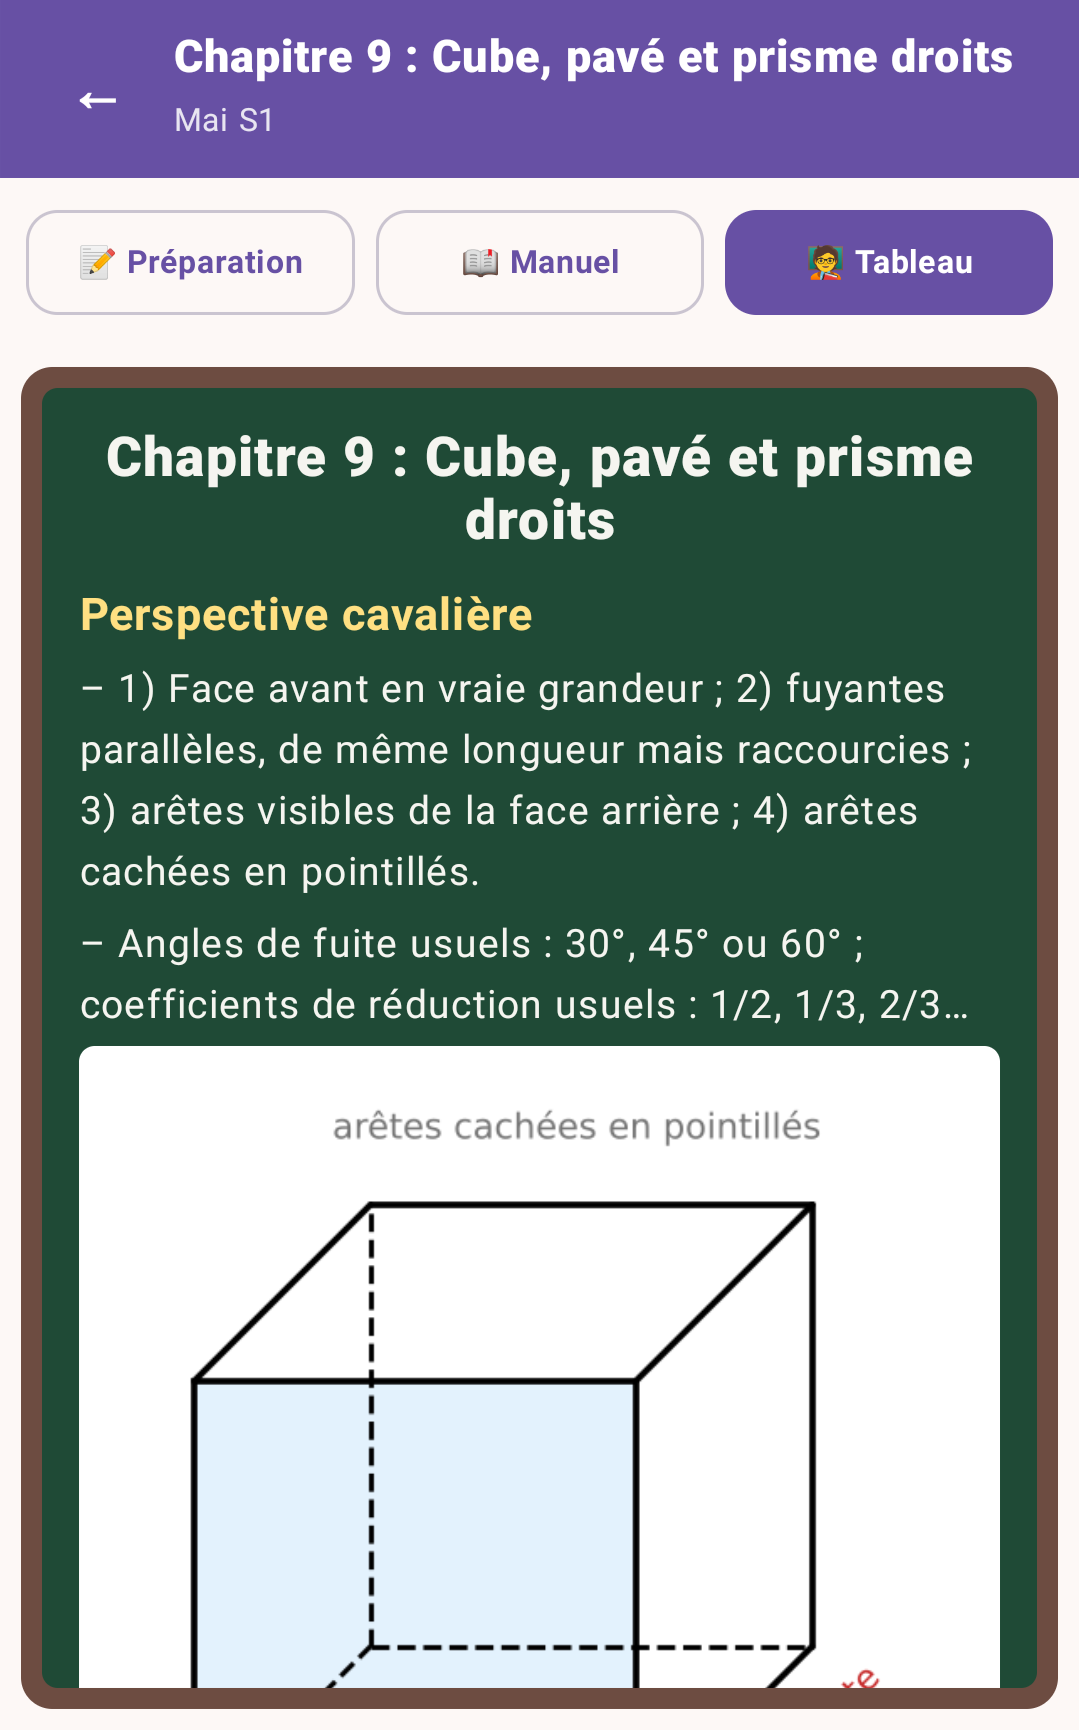 Chapitre 9 : Cube, pavé et prisme droits
Mai S1
Préparation
Manuel
Tableau
Chapitre 9 : Cube, pavé et prisme
droits
Perspective cavalière
– 1) Face avant en vraie grandeur ; 2) fuyantes
parallèles, de même longueur mais raccourcies ;
3) arêtes visibles de la face arrière ; 4) arêtes
cachées en pointillés.
– Angles de fuite usuels : 30°, 45° ou 60° ;
coefficients de réduction usuels : 1/2, 1/3, 2/3…
arêtes cachées en pointillés